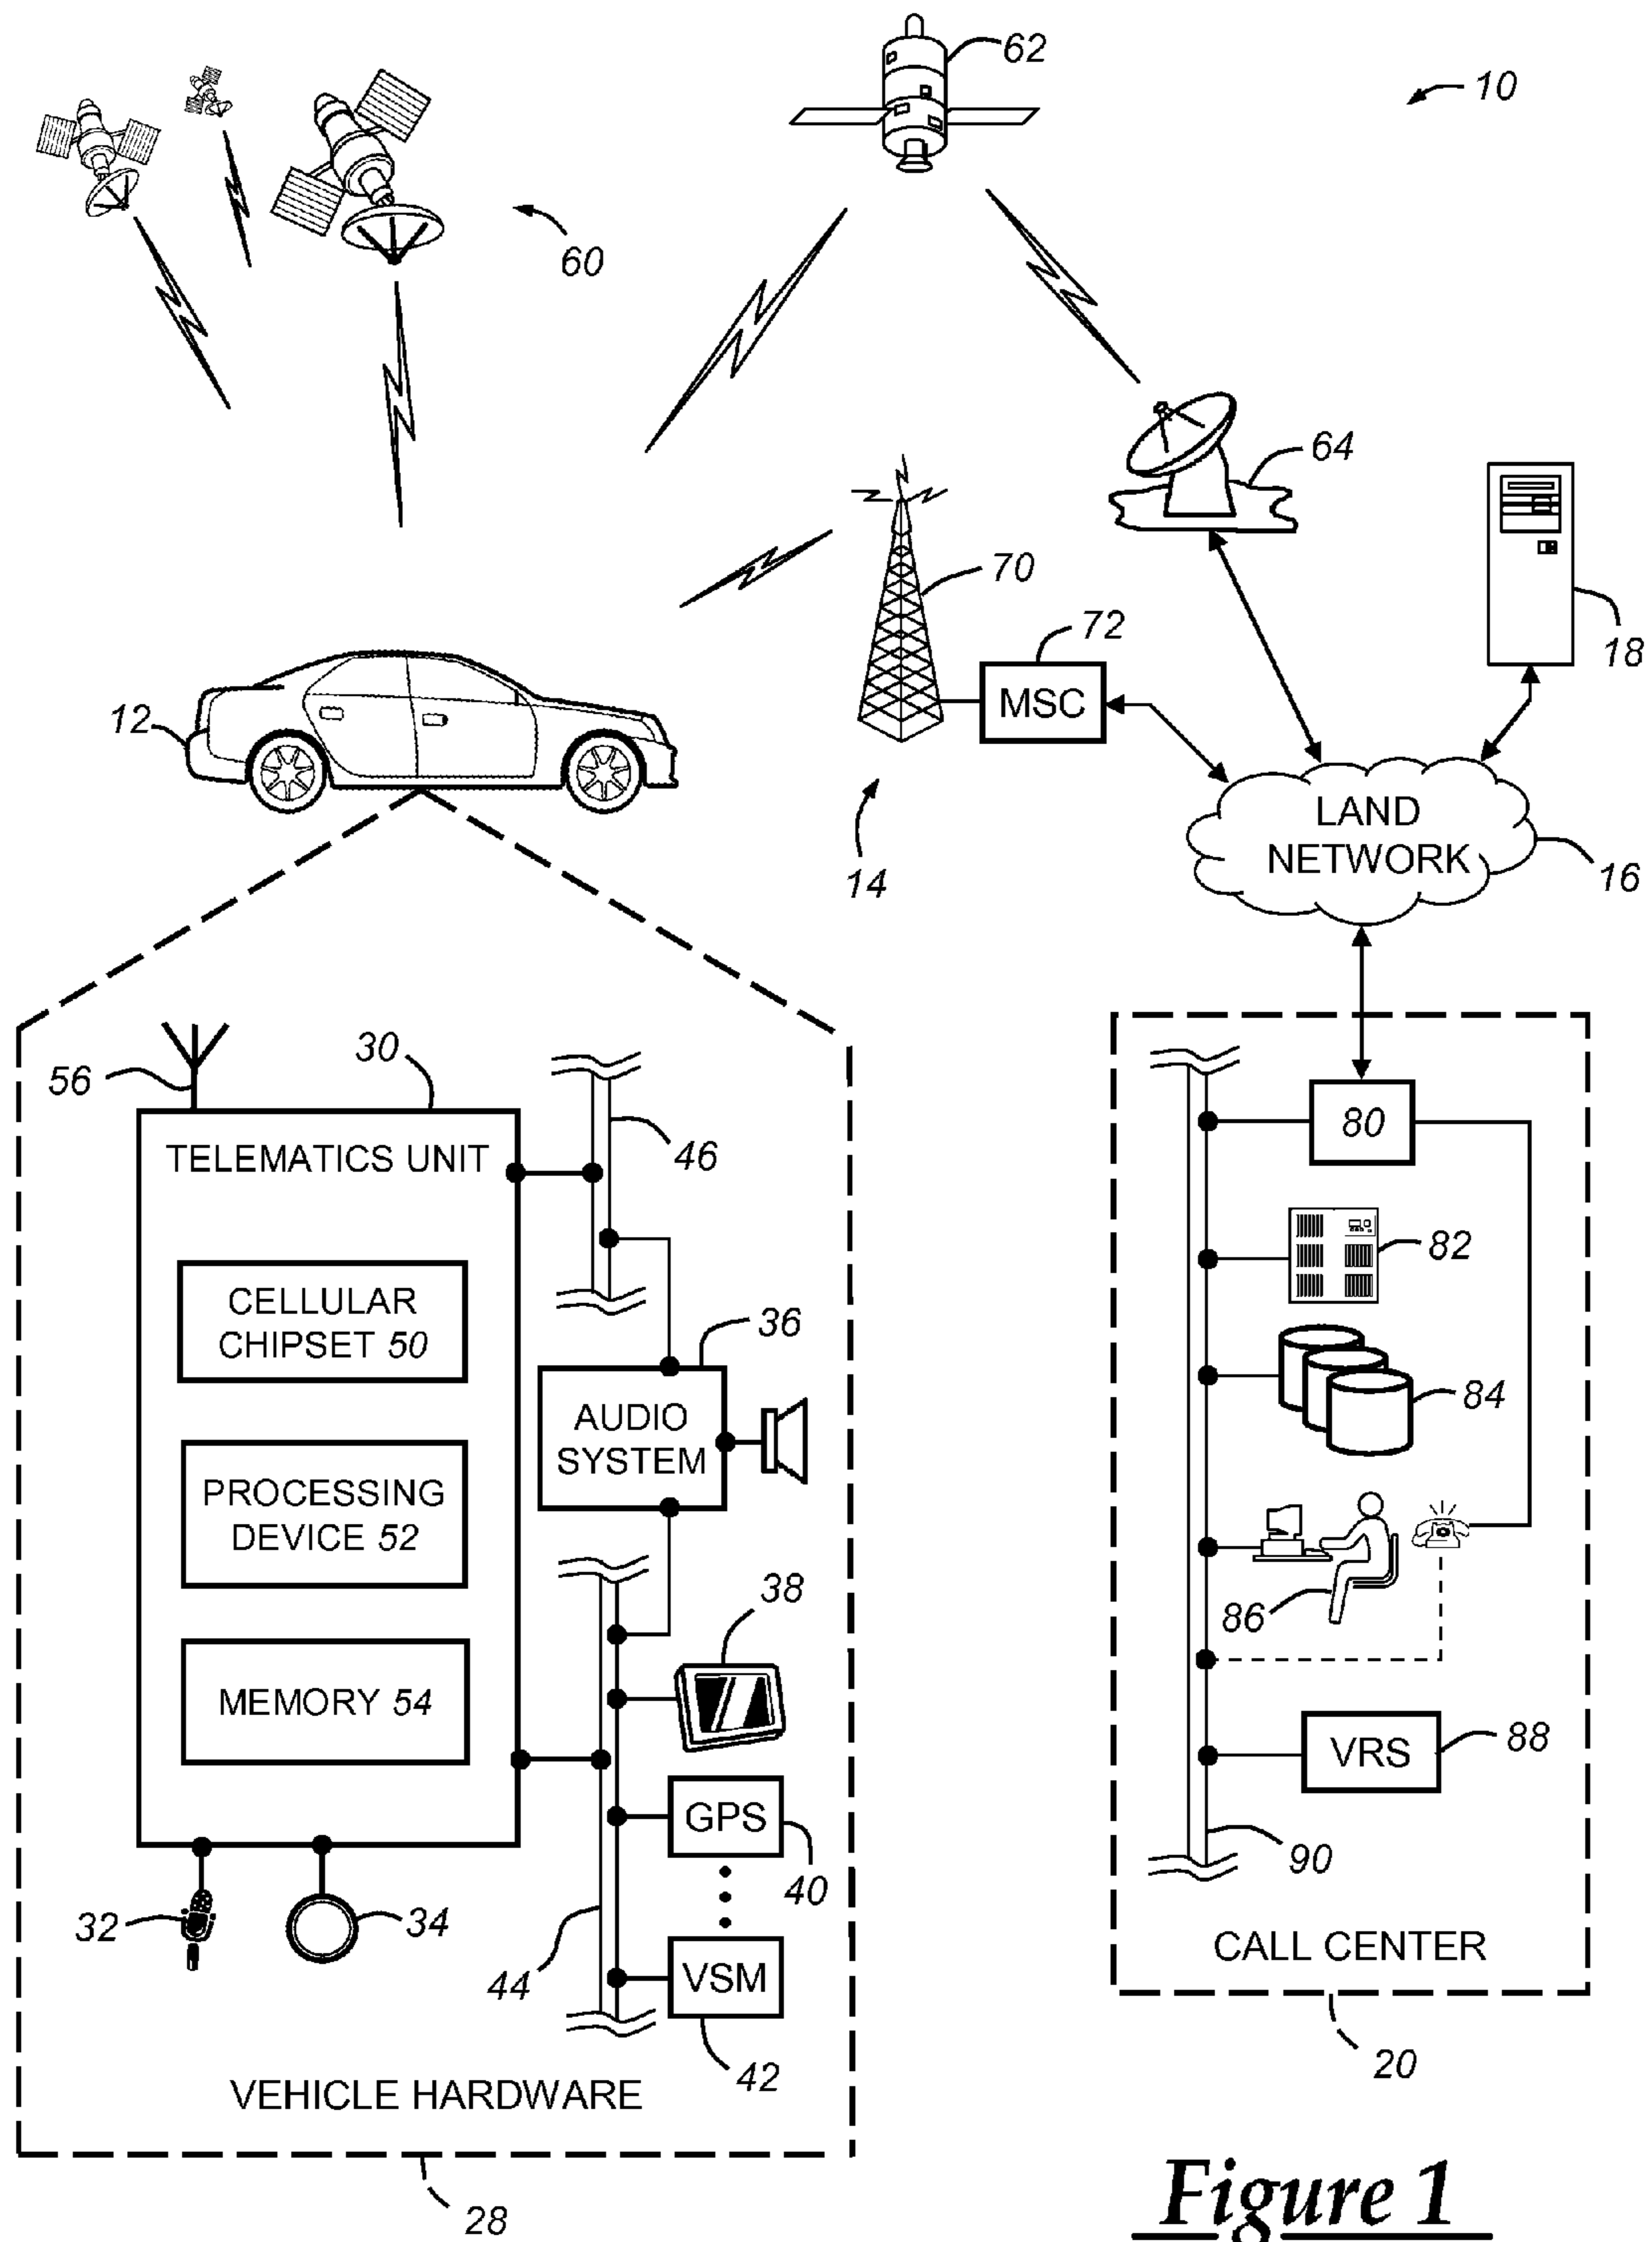 62
10
60
64
70
18
72
MSC
12
LAND
NETWORK
14
16
30
56
TELEMATICS UNIT
46
80
CELLULAR
CHIPSET 50
82
36
AUDIO
SYSTEM
84
PROCESSING
DEVICE 52
38
86
MEMORY 54
VRS
88
GPS
40
90
32
34
44
VSM
CALL CENTER
42
20
VEHICLE HARDWARE
28
Figure 1